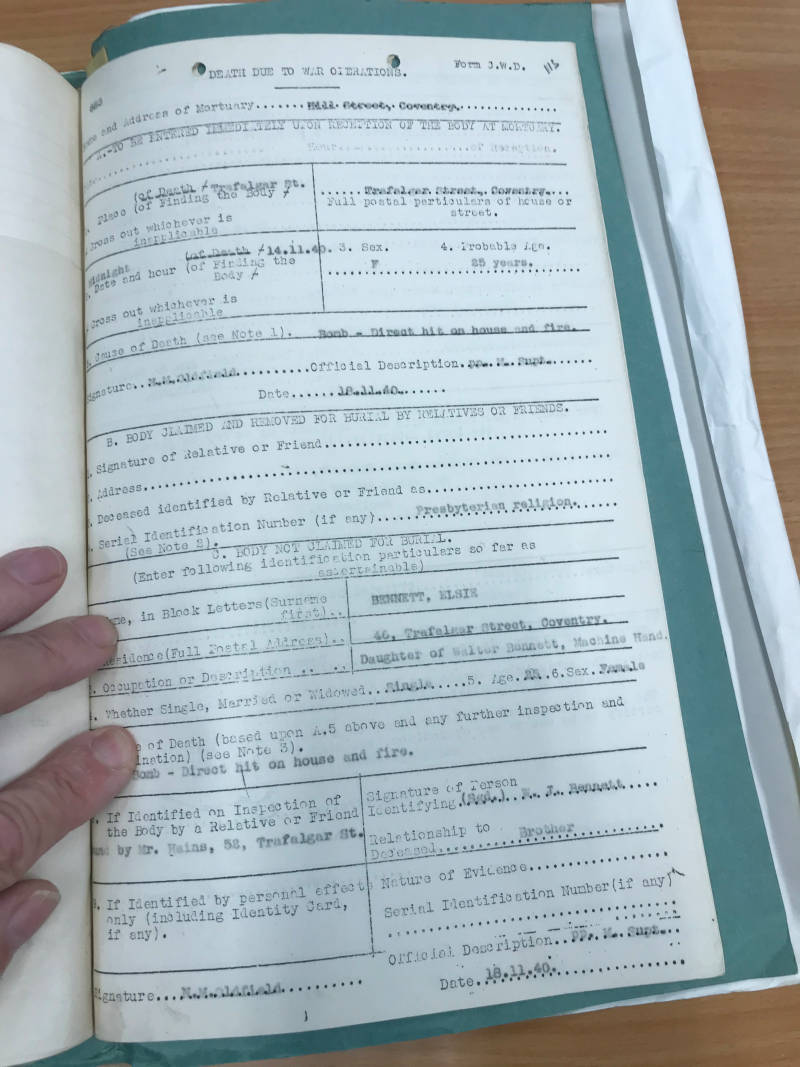 DEATH DUE TO WAR OPERATIONS.
Form J.W.D.
and Address of Mortuary....... Hill Street, Coventry...............
A.-TO BE ENTERED IMMEDIATELY UPON RECEPTION OF THE BODY AT MORTUARY.
Hour....................of Reception.
Place (of Death / Trafalgar St.
(of Finding the Body /
Cross out whichever is
inapplicable
...... Trafalgar Street, Coventry....
Full postal particulars of house or
street.
Midnight
Date and hour (of Death / 14.11.40.
(of Finding the
Body /
Cross out whichever is
inapplicable
3. Sex.
F
4. Probable Age.
25 years.
Cause of Death (see Note 1). Bomb - Direct hit on house and fire.
Signature.. Oldfield..........Official Description. pp. M. Supt.......
Date......18.11.40.......
B. BODY CLAIMED AND REMOVED FOR BURIAL BY RELATIVES OR FRIENDS.
Signature of Relative or Friend........................................
Address................................................................
Deceased identified by Relative or Friend as..........................
Serial Identification Number (if any).....Presbyterian religion.......
(See Note 2).
C. BODY NOT CLAIMED FOR BURIAL.
(Enter following identification particulars so far as
ascertainable)
in Block Letters(Surname
first)..
BENNETT, ELSIE
Residence(Full Postal Address)..
46, Trafalgar Street, Coventry.
Occupation or Description .. ..
Daughter of Walter Bennett, Machine Hand.
Whether Single, Married or Widowed.. Single.....5. Age. 25 .6.Sex. Female
of Death (based upon A.5 above and any further inspection and
(see Note 3).
Bomb - Direct hit on house and fire.
If Identified on Inspection of
the Body by a Relative or Friend
by Mr. Hains, 52, Trafalgar St.
Signature of Person
Identifying.(Sgd.) Bennett.....
Relationship to Brother
Deceased...............................
If Identified by personal effects
only (including Identity Card,
if any).
Nature of Evidence...................
Serial Identification Number(if any)
......................................
Official Description.. pp. M. Supt...
Signature.... Oldfield............
Date. 18.11.40. ....................